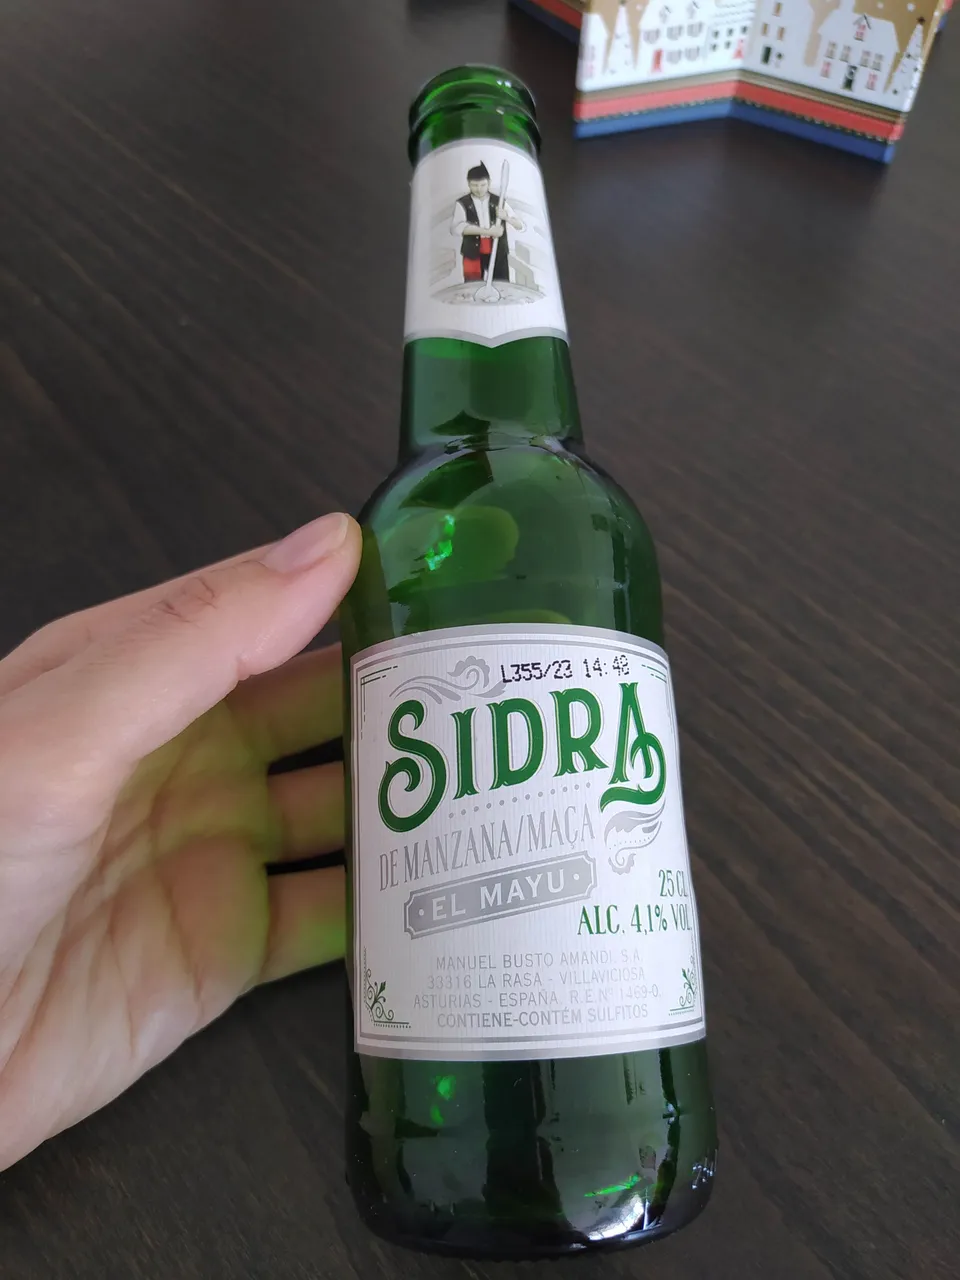 L355/23 14:48
SIDRA
DE MANZANA/MAÇA
·EL MAYU·
25 CL
ALC. 4,1% VOL
MANUEL BUSTO AMANDI, S.A.
33316 LA RASA - VILLAVICIOSA
ASTURIAS - ESPAÑA, R.E. Nº 1469-O.
CONTIENE-CONTÉM SULFITOS